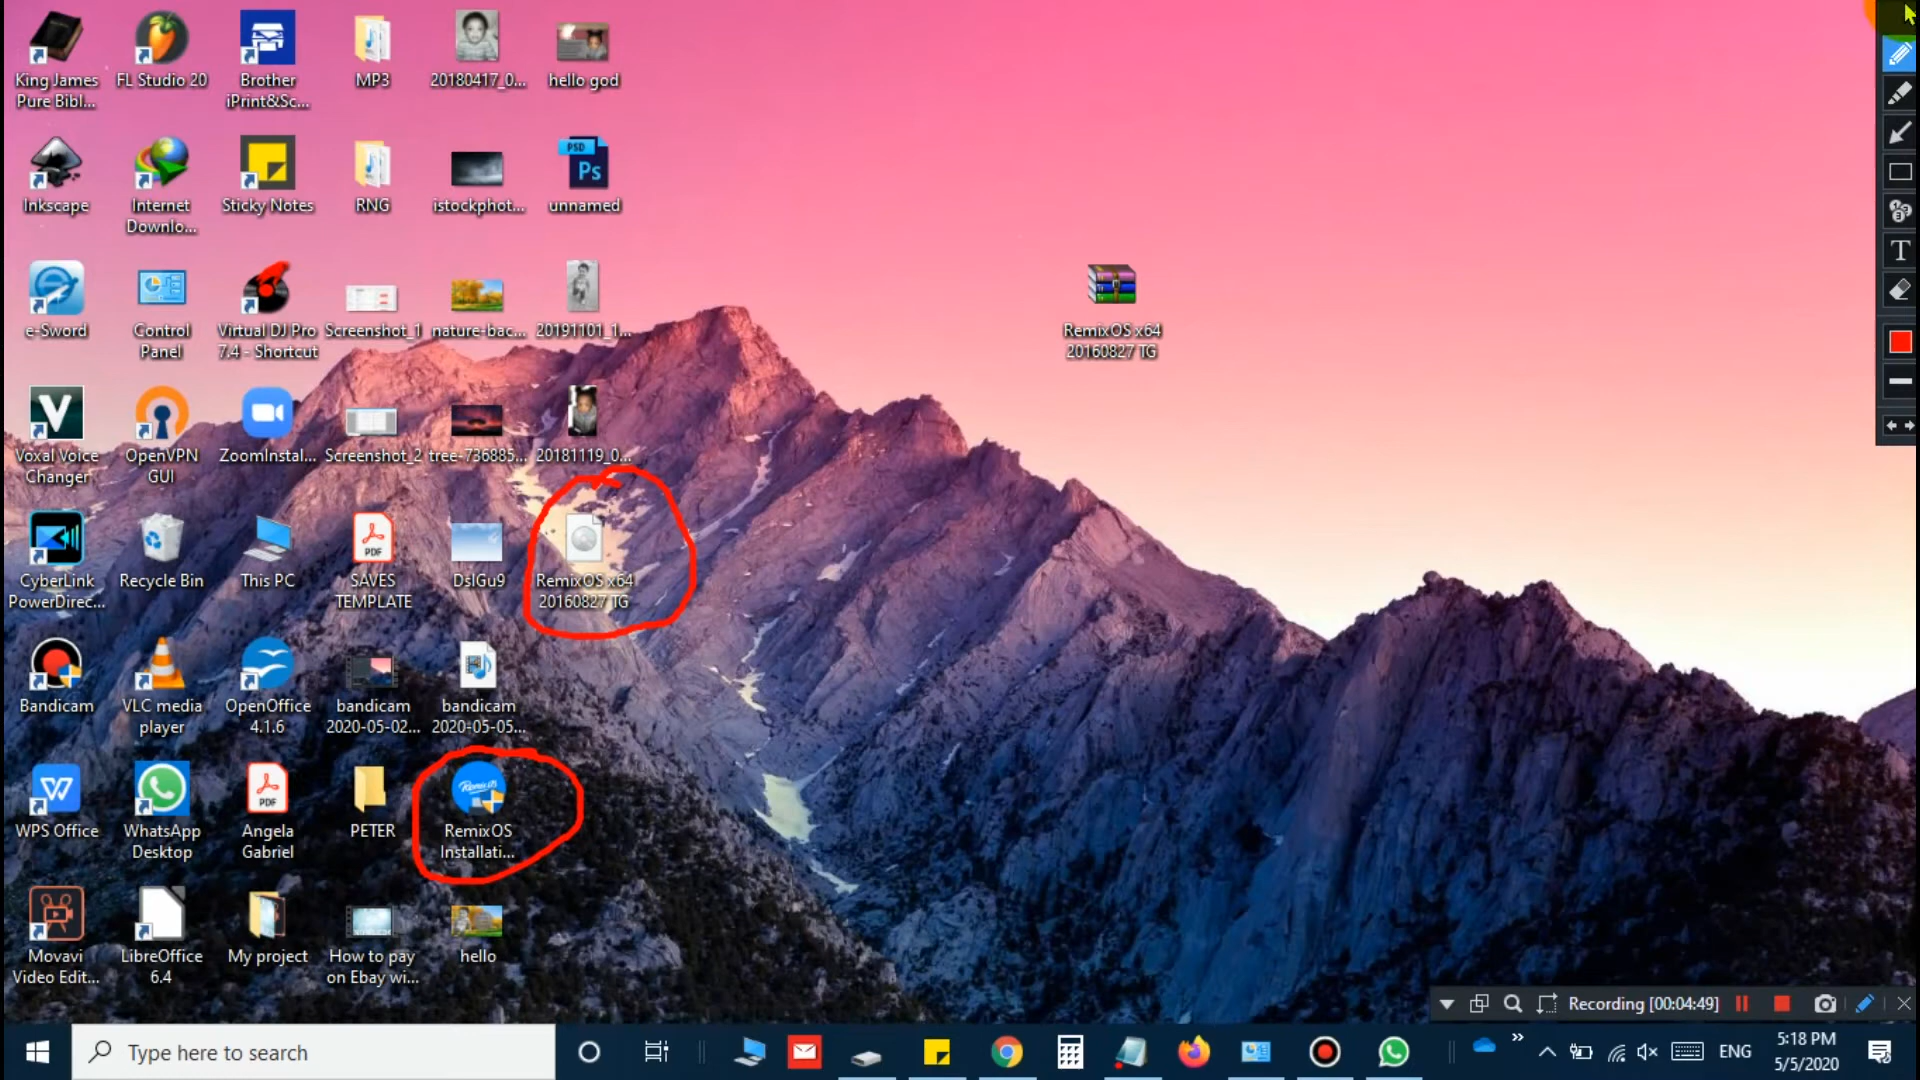 King James
Pure Bibl...
FL Studio 20
Brother
iPrint&Sc...
MP3
20180417_0...
hello god
Inkscape
Internet
Downlo...
Sticky Notes
RNG
istockphot...
PSD
Ps
unnamed
e-Sword
Control
Panel
Virtual DJ Pro
7.4 - Shortcut
Screenshot_1
nature-bac...
20191101_1...
RemixOS x64
20160827 TG
Voxal Voice
Changer
OpenVPN
GUI
ZoomInstal...
Screenshot_2
tree-736885...
20181119_0...
CyberLink
PowerDirec...
Recycle Bin
This PC
PDF
SAVES
TEMPLATE
DslGu9
RemixOS x64
20160827 TG
Bandicam
VLC media
player
OpenOffice
4.1.6
bandicam
2020-05-02...
bandicam
2020-05-05...
WPS Office
WhatsApp
Desktop
PDF
Angela
Gabriel
PETER
RemixOS
Installati...
Movavi
Video Edit...
LibreOffice
6.4
My project
How to pay
on Ebay wi...
hello
Recording [00:04:49]
Type here to search
ENG
5:18 PM
5/5/2020